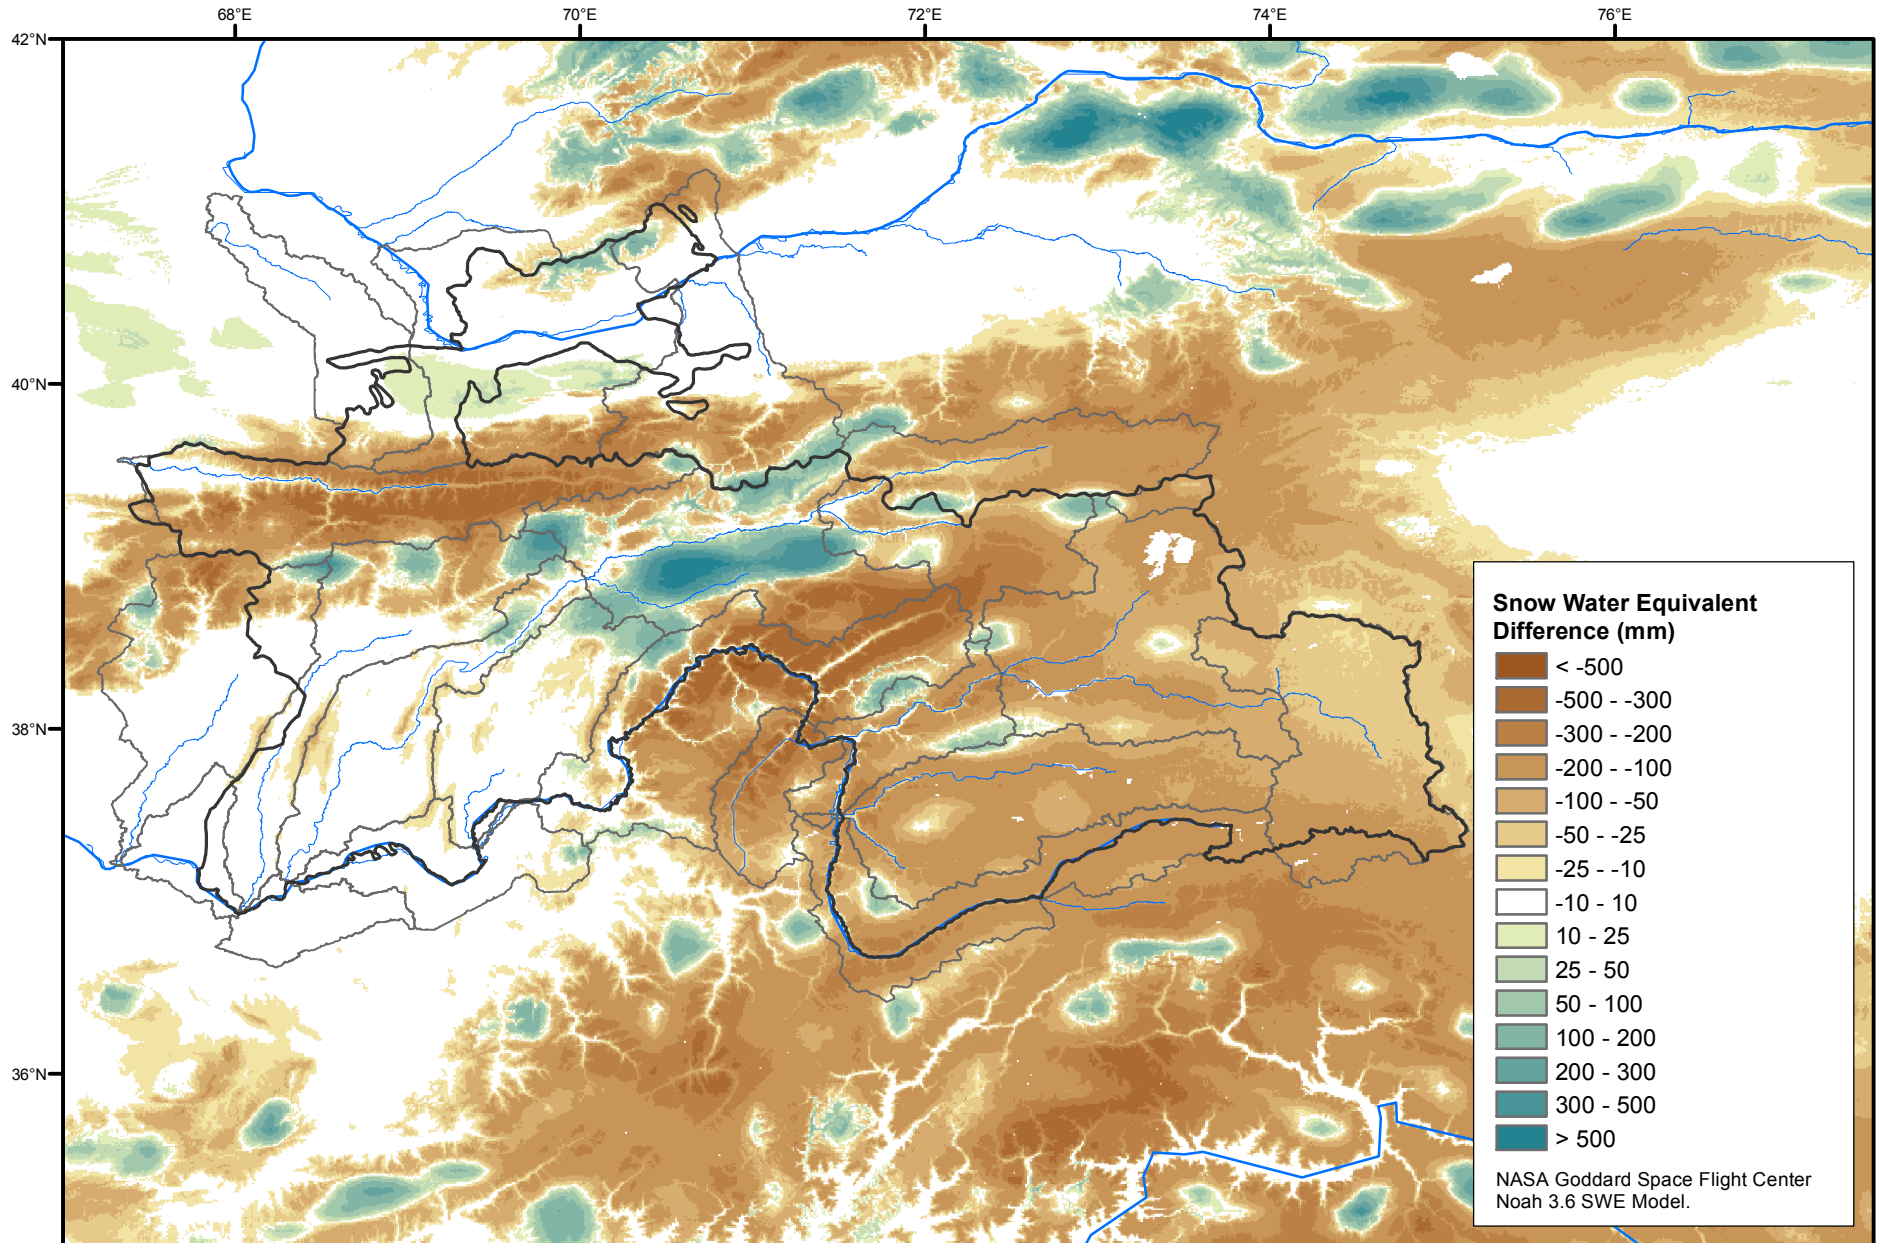 68°E
70°E
72°E
74°E
76°E
42°N
40°N
38°N
36°N
Snow Water Equivalent
Difference (mm)
< -500
-500 - -300
-300 - -200
-200 - -100
-100 - -50
-50 - -25
-25 - -10
-10 - 10
10 - 25
25 - 50
50 - 100
100 - 200
200 - 300
300 - 500
> 500
NASA Goddard Space Flight Center
Noah 3.6 SWE Model.